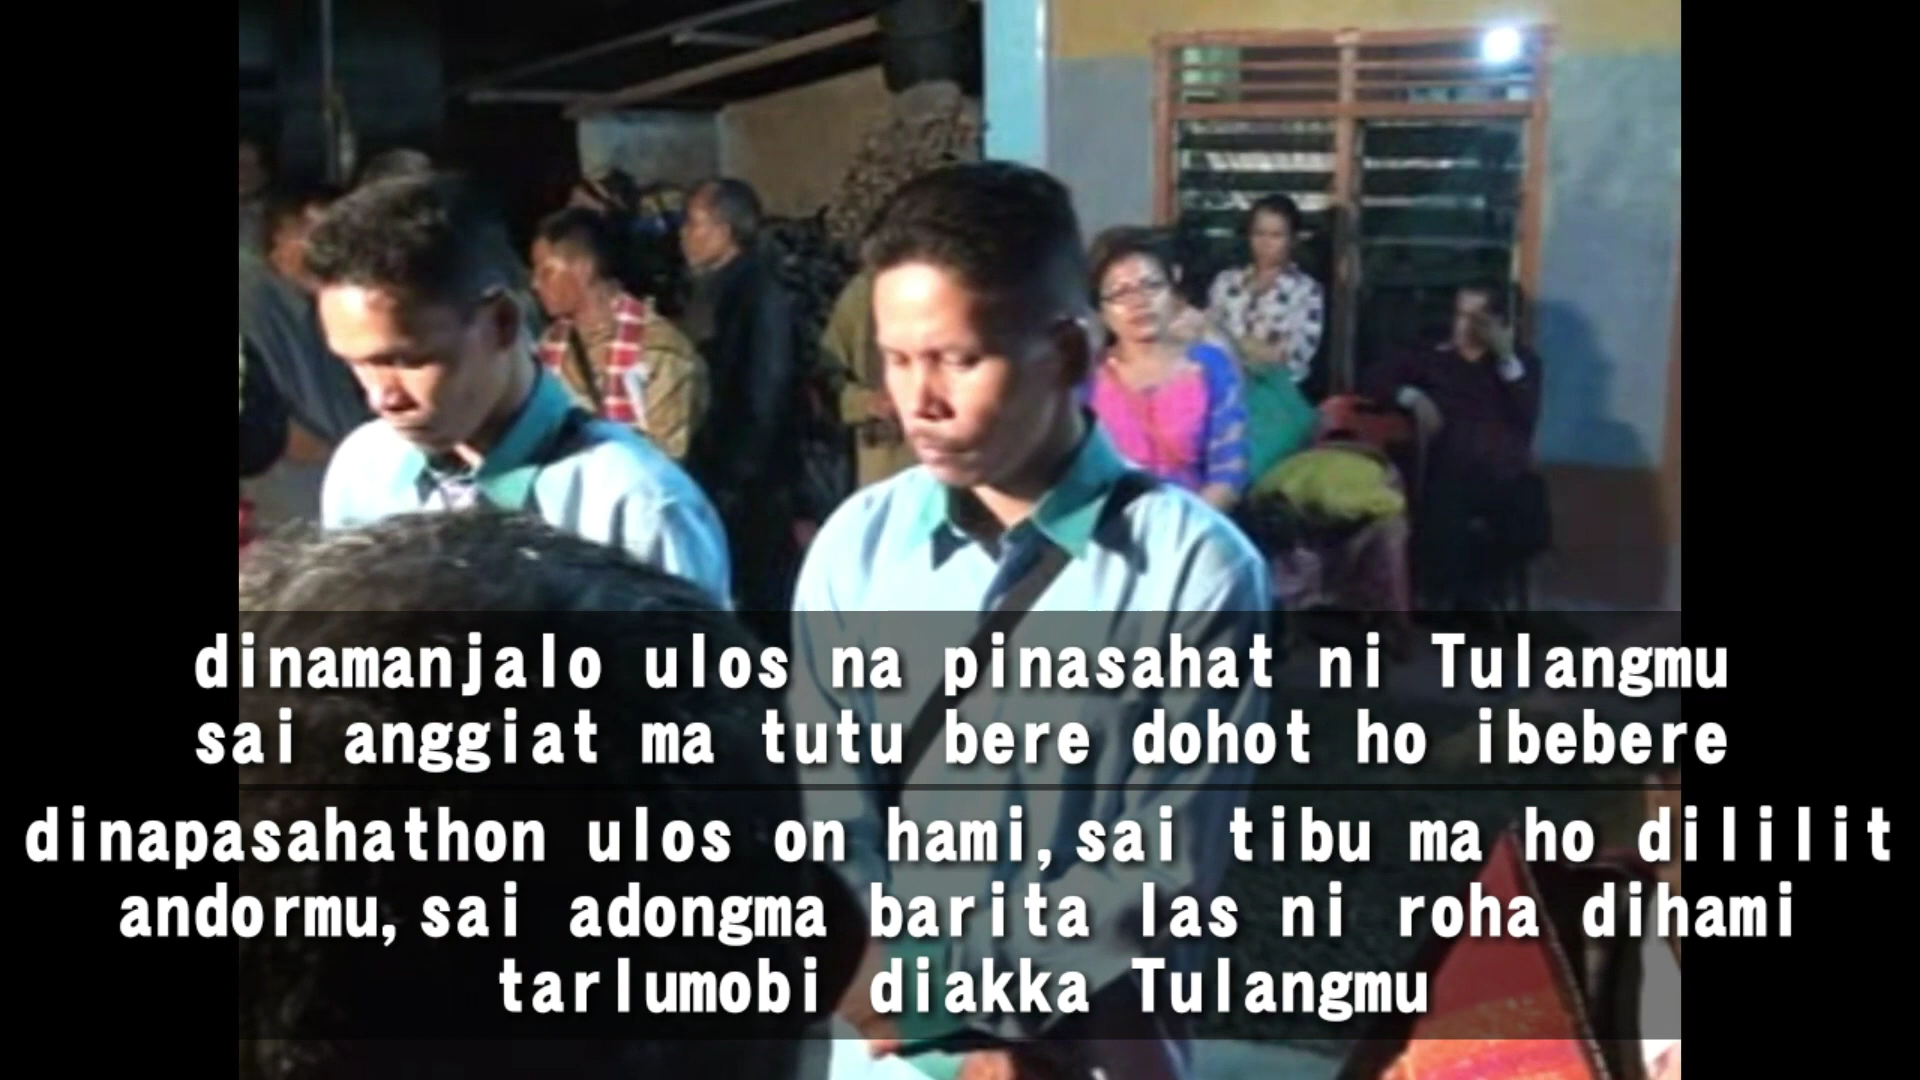 dinamanjalo ulos na pinasahat ni Tulangmu
sai anggiat ma tutu bere dohot ho ibebere
dinapasahathon ulos on hami,sai tibu ma ho dililit
andormu,sai adongma barita las ni roha dihami
tarlumobi diakka Tulangmu